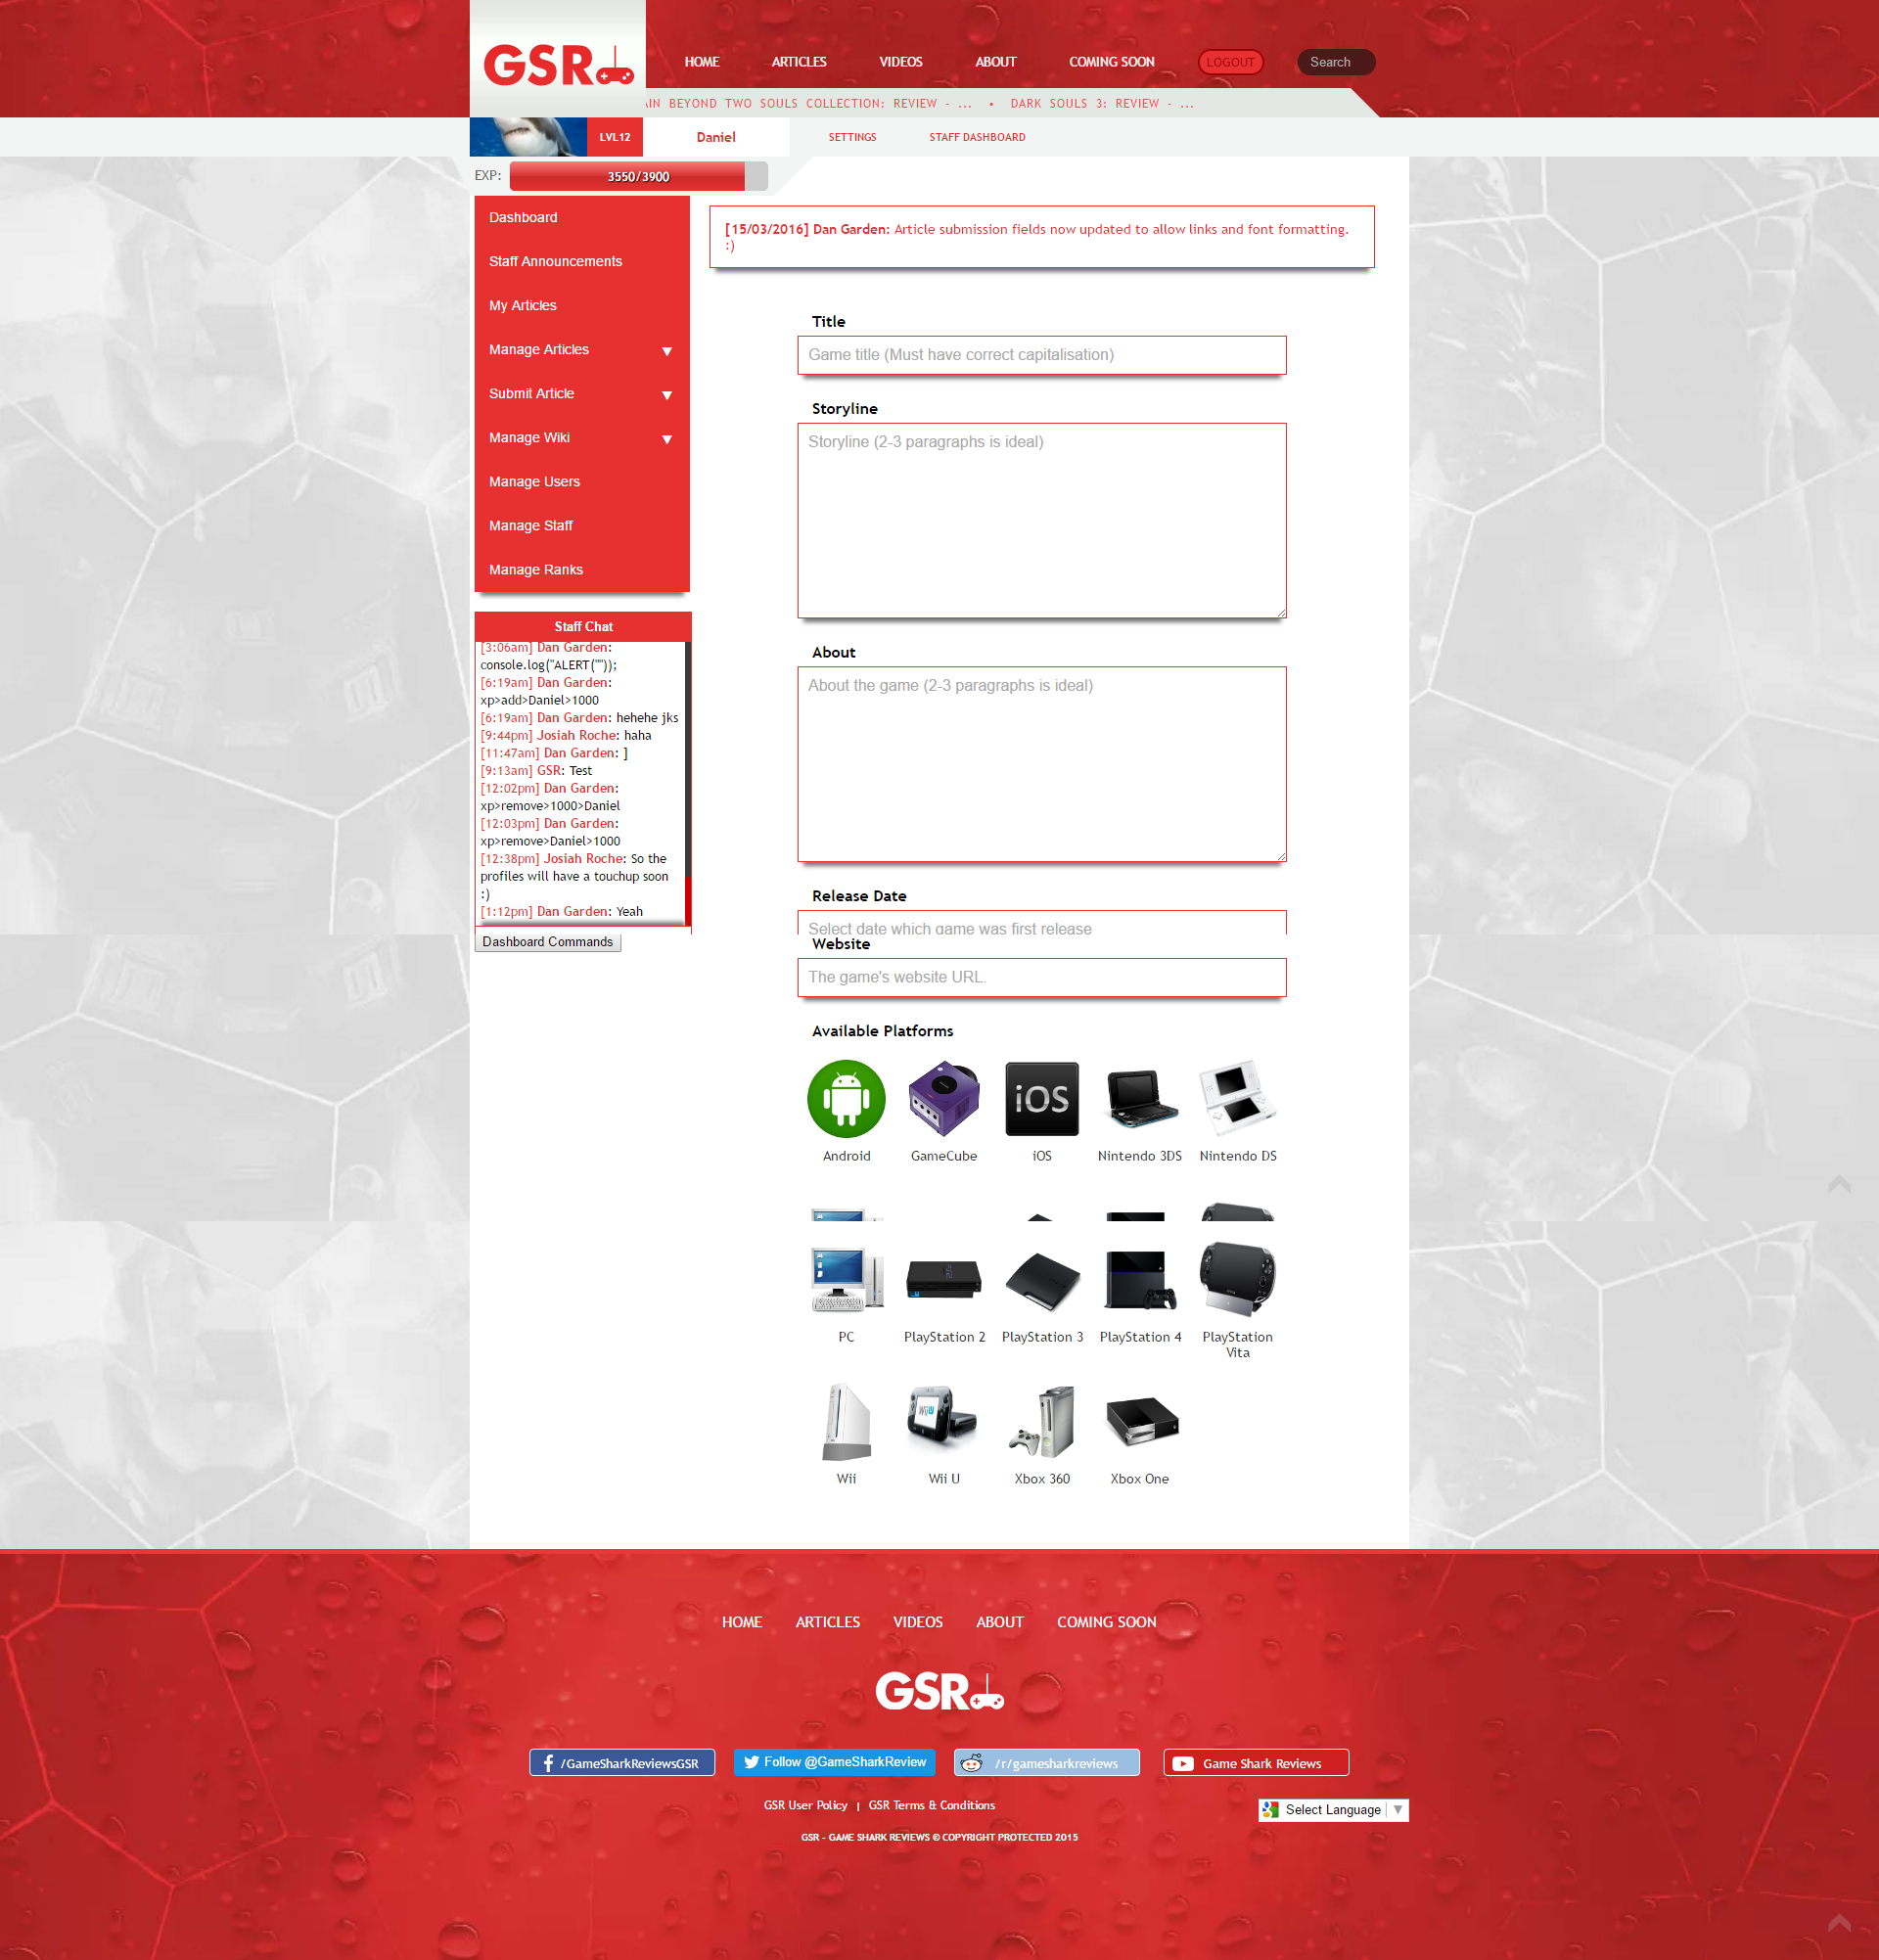 GSR
HOME ARTICLES VIDEOS ABOUT COMING SOON LOGOUT Search
AIN BEYOND TWO SOULS COLLECTION: REVIEW - ... • DARK SOULS 3: REVIEW - ...
LVL12 Daniel SETTINGS STAFF DASHBOARD
EXP: 3550/3900
Dashboard
Staff Announcements
My Articles
Manage Articles
Submit Article
Manage Wiki
Manage Users
Manage Staff
Manage Ranks
Staff Chat
[3:06am] Dan Garden:
console.log("ALERT(""));
[6:19am] Dan Garden:
xp>add>Daniel>1000
[6:19am] Dan Garden: hehehe jks
[9:44pm] Josiah Roche: haha
[11:47am] Dan Garden: ]
[9:13am] GSR: Test
[12:02pm] Dan Garden:
xp>remove>1000>Daniel
[12:03pm] Dan Garden:
xp>remove>Daniel>1000
[12:38pm] Josiah Roche: So the
profiles will have a touchup soon
:)
[1:12pm] Dan Garden: Yeah
Dashboard Commands
[15/03/2016] Dan Garden: Article submission fields now updated to allow links and font formatting.
:)
Title
Game title (Must have correct capitalisation)
Storyline
Storyline (2-3 paragraphs is ideal)
About
About the game (2-3 paragraphs is ideal)
Release Date
Select date which game was first release
Website
The game's website URL.
Available Platforms
iOS
Android GameCube iOS Nintendo 3DS Nintendo DS
PC PlayStation 2 PlayStation 3 PlayStation 4 PlayStation
Vita
Wii U
Wii Wii U Xbox 360 Xbox One
HOME ARTICLES VIDEOS ABOUT COMING SOON
GSR
/GameSharkReviewsGSR Follow @GameSharkReview /r/gamesharkreviews Game Shark Reviews
GSR User Policy | GSR Terms & Conditions
Select Language ▼
GSR - GAME SHARK REVIEWS © COPYRIGHT PROTECTED 2015